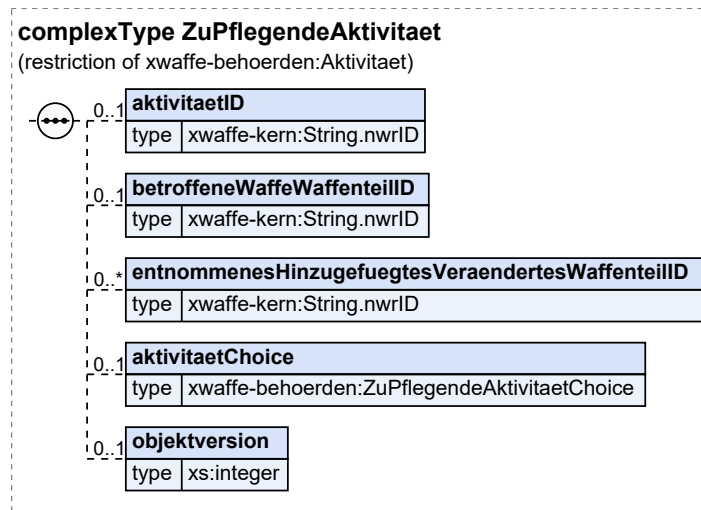 complexType ZuPflegendeAktivitaet
(restriction of xwaffe-behoerden:Aktivitaet)
0..1 aktivitaetID
type xwaffe-kern:String.nwrID
0..1 betroffeneWaffeWaffenteilID
type xwaffe-kern:String.nwrID
0..* entnommenesHinzugefuegtesVeraendertesWaffenteilID
type xwaffe-kern:String.nwrID
0..1 aktivitaetChoice
type xwaffe-behoerden:ZuPflegendeAktivitaetChoice
0..1 objektversion
type xs:integer